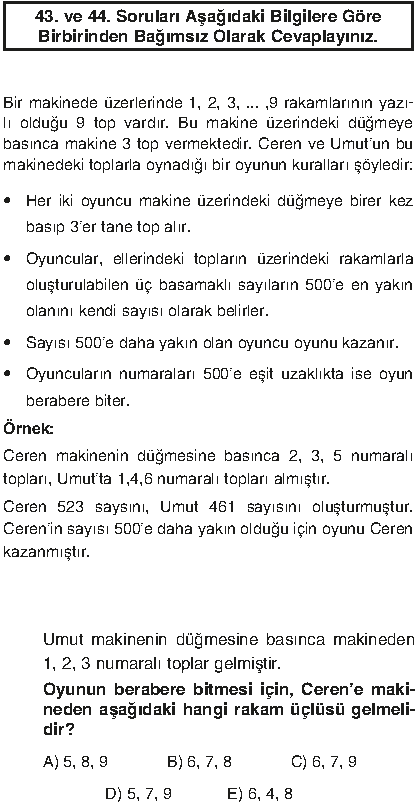 43. ve 44. Soruları Aşağıdaki Bilgilere Göre
Birbirinden Bağımsız Olarak Cevaplayınız.
Bir makinede üzerlerinde 1, 2, 3, ... ,9 rakamlarının yazı-
lı olduğu 9 top vardır. Bu makine üzerindeki düğmeye
basınca makine 3 top vermektedir. Ceren ve Umut'un bu
makinedeki toplarla oynadığı bir oyunun kuralları şöyledir:
• Her iki oyuncu makine üzerindeki düğmeye birer kez
basıp 3'er tane top alır.
• Oyuncular, ellerindeki topların üzerindeki rakamlarla
oluşturulabilen üç basamaklı sayıların 500'e en yakın
olanını kendi sayısı olarak belirler.
• Sayısı 500'e daha yakın olan oyuncu oyunu kazanır.
• Oyuncuların numaraları 500'e eşit uzaklıkta ise oyun
berabere biter.
Örnek:
Ceren makinenin düğmesine basınca 2, 3, 5 numaralı
topları, Umut'ta 1,4,6 numaralı topları almıştır.
Ceren 523 saysını, Umut 461 sayısını oluşturmuştur.
Ceren'in sayısı 500'e daha yakın olduğu için oyunu Ceren
kazanmıştır.
Umut makinenin düğmesine basınca makineden
1, 2, 3 numaralı toplar gelmiştir.
Oyunun berabere bitmesi için, Ceren'e maki-
neden aşağıdaki hangi rakam üçlüsü gelmeli-
dir?
A) 5, 8, 9 B) 6, 7, 8 C) 6, 7, 9
D) 5, 7, 9 E) 6, 4, 8